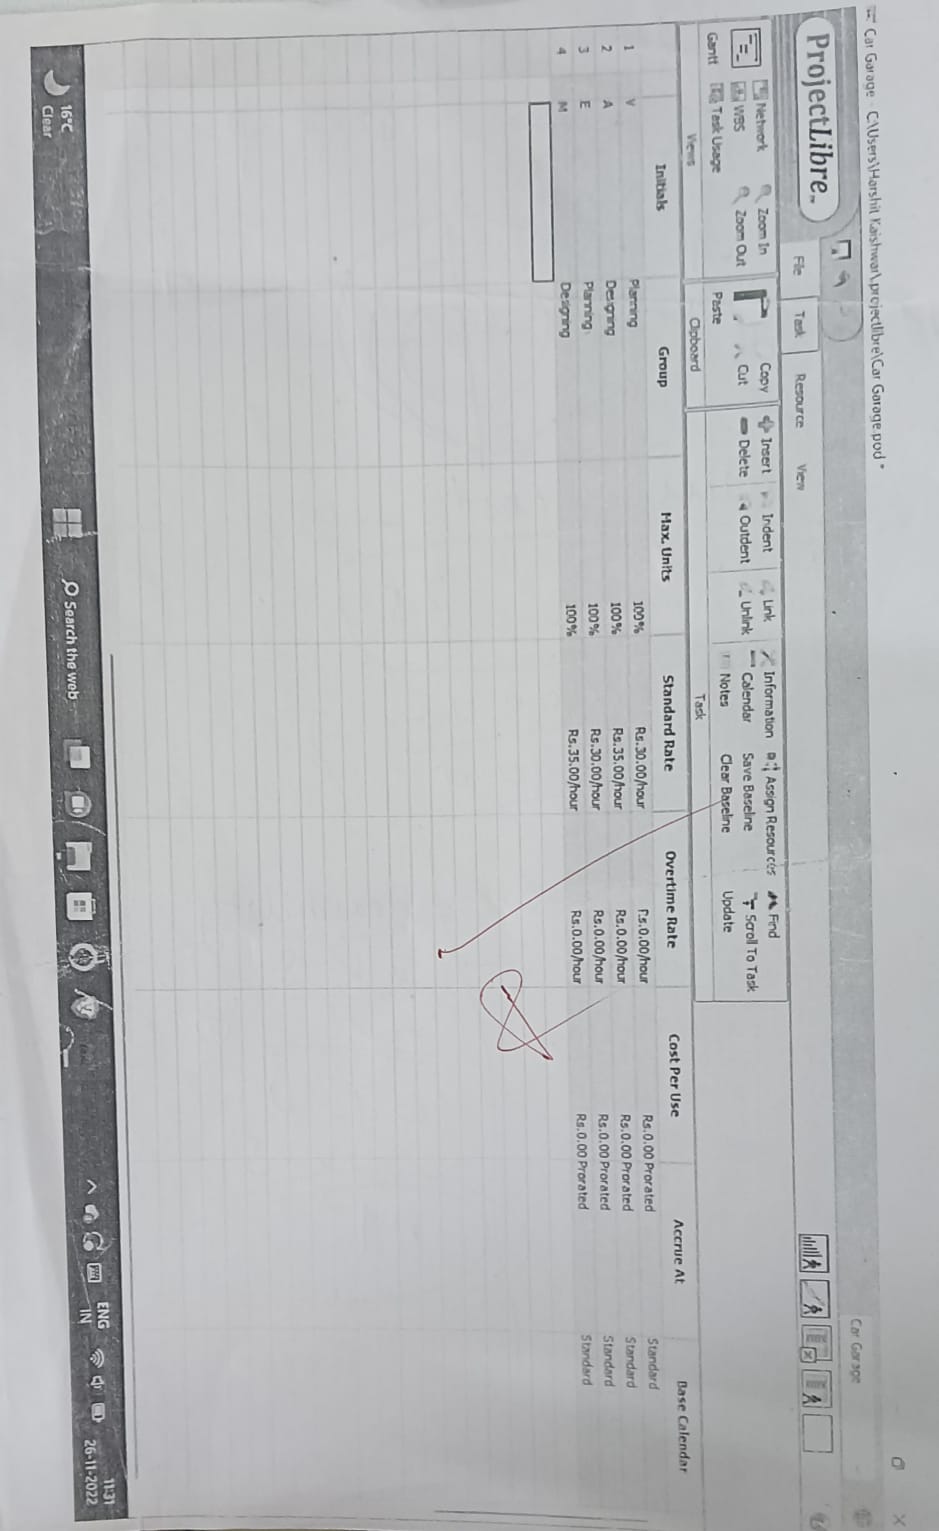 Car Garage - C:\Users\Harshit Kaishwar\projectlibre\Car Garage.pod *
Car Garage
ProjectLibre
File Task Resource View
Network Zoom In Copy Insert Indent Link Information Assign Resources Find
WBS Zoom Out Cut Delete Outdent Unlink Calendar Save Baseline Scroll To Task
Gantt Task Usage Paste Notes Clear Baseline Update
Views Clipboard Task
Initials Group Max. Units Standard Rate Overtime Rate Cost Per Use Accrue At Base Calendar
1 V Planning 100% Rs.30.00/hour Rs.0.00/hour Rs.0.00 Prorated Standard
2 A Designing 100% Rs.35.00/hour Rs.0.00/hour Rs.0.00 Prorated Standard
3 E Planning 100% Rs.30.00/hour Rs.0.00/hour Rs.0.00 Prorated Standard
4 M Designing 100% Rs.35.00/hour Rs.0.00/hour Rs.0.00 Prorated Standard
16°C
Clear
Search the web
ENG
IN
11:31
26-11-2022